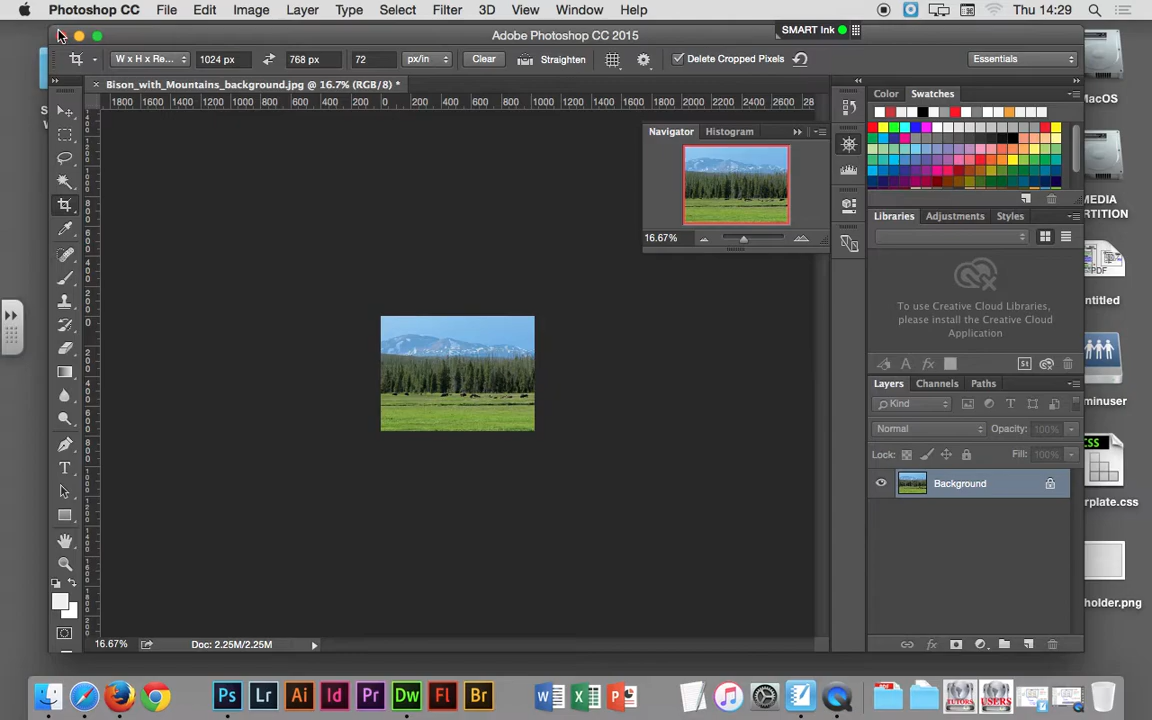 Photoshop CC File Edit Image Layer Type Select Filter 3D View Window Help Thu 14:29
Adobe Photoshop CC 2015
SMART Ink
W x H x Re... 1024 px 768 px 72 px/in Clear Straighten Delete Cropped Pixels Essentials
× Bison_with_Mountains_background.jpg @ 16.7% (RGB/8) *
1800 1600 1400 1200 1000 800 600 400 200 0 200 400 600 800 1000 1200 1400 1600 1800 2000 2200 2400 2600 28
Color Swatches
MacOS
Navigator Histogram
16.67%
Libraries Adjustments Styles
To use Creative Cloud Libraries,
please install the Creative Cloud
Application
St
Layers Channels Paths
Kind
Normal Opacity: 100%
Lock: Fill: 100%
Background
MEDIA
RTITION
PDF
ntitled
minuser
CSS
rplate.css
holder.png
16.67% Doc: 2.25M/2.25M
Ps Lr Ai Id Pr Dw Fl Br W X P TUTORS USERS